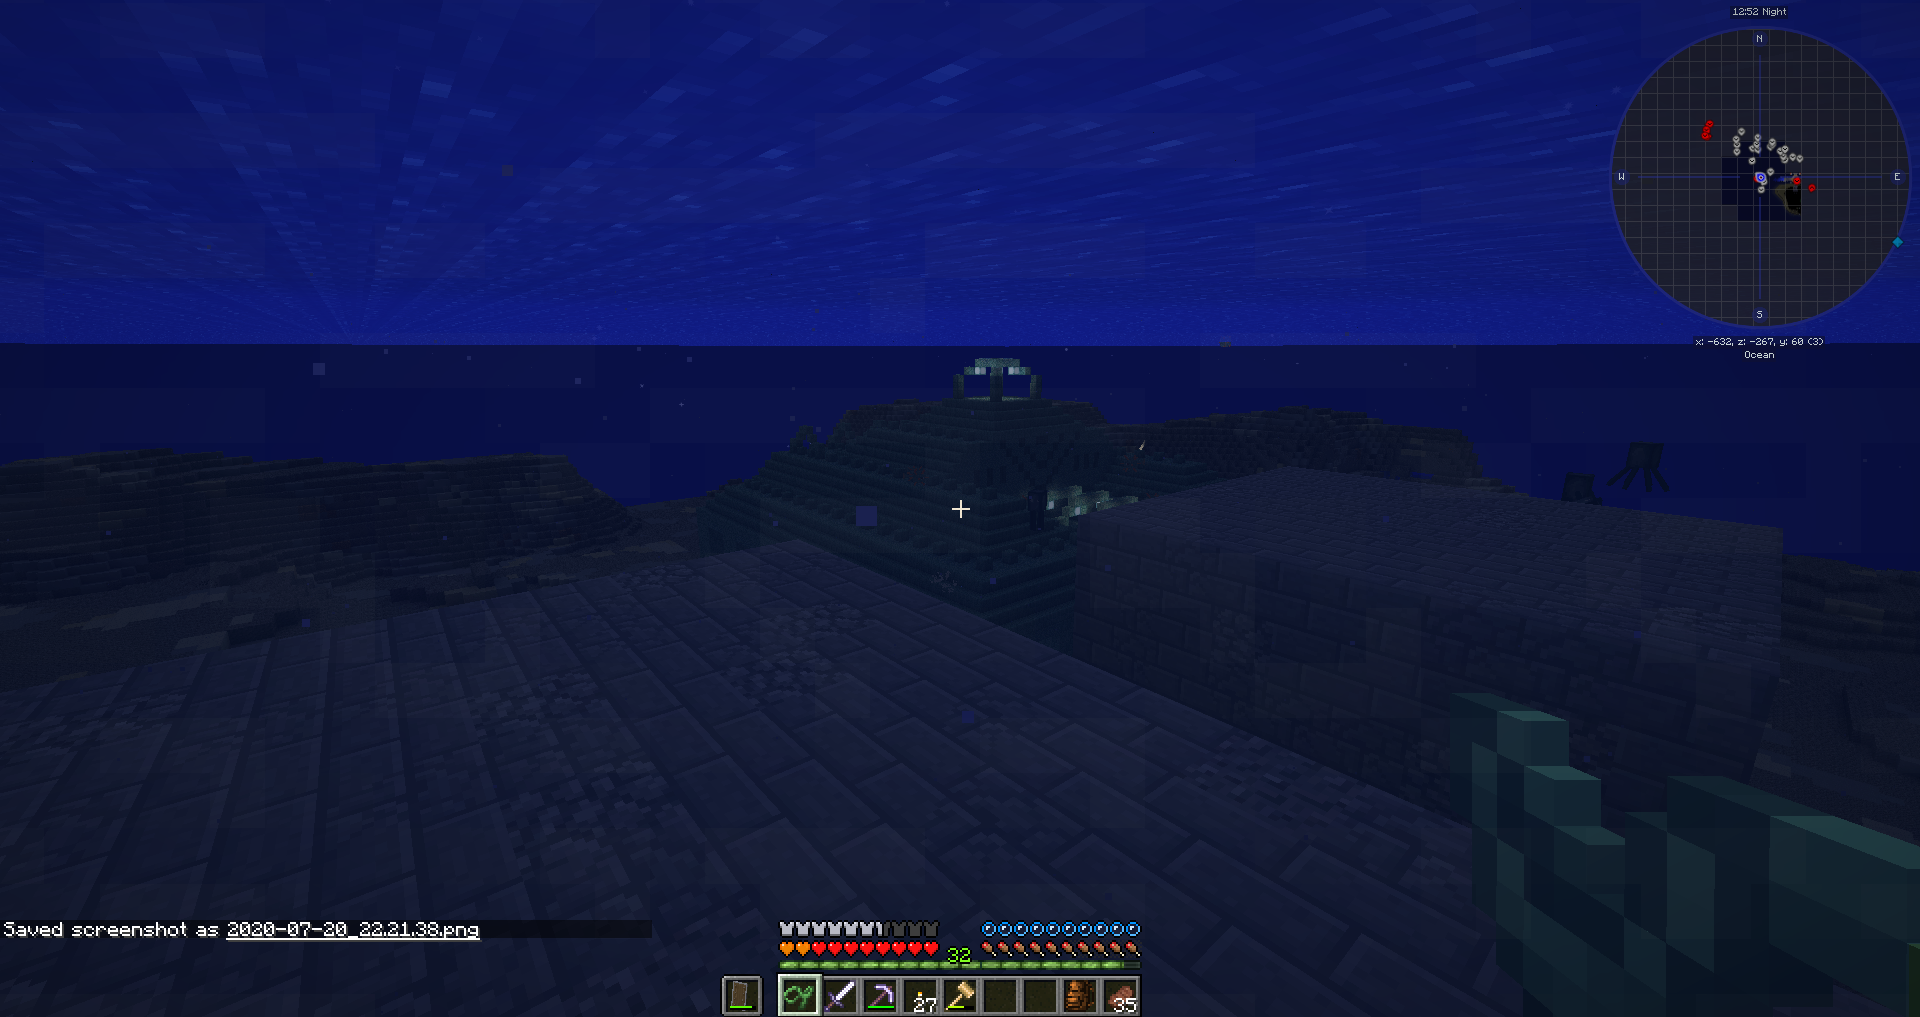 12:52 Night
N
W
E
S
x: -632, z: -267, y: 60 (3)
Ocean
Saved screenshot as 2020-07-20_22.21.38.png
32
27
35